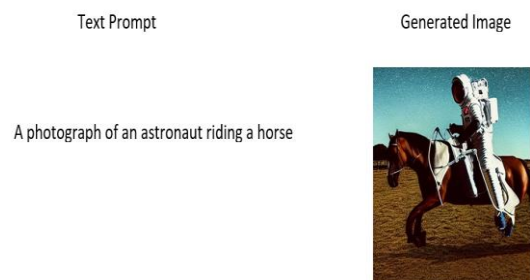 Text Prompt
Generated Image
A photograph of an astronaut riding a horse